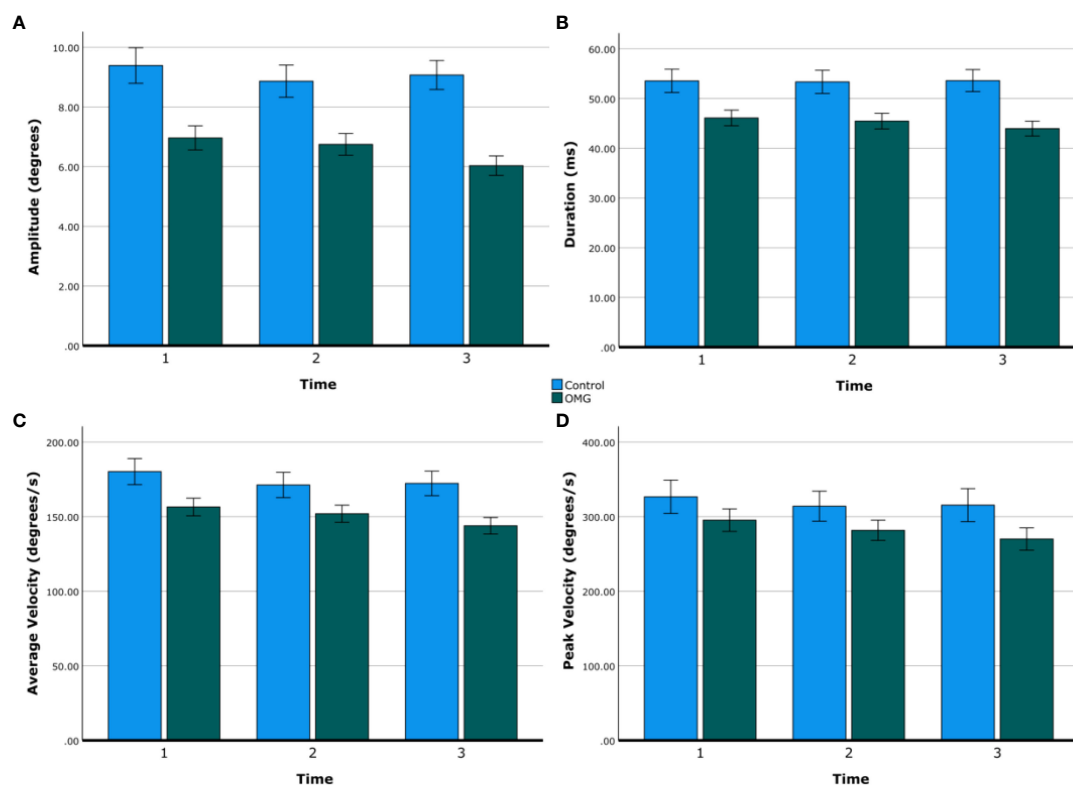 A
10.00
8.00
6.00
4.00
2.00
.00
Amplitude (degrees)
1 2 3
Time
B
60.00
50.00
40.00
30.00
20.00
10.00
.00
Duration (ms)
1 2 3
Time
Control
OMG
C
200.00
150.00
100.00
50.00
.00
Average Velocity (degrees/s)
1 2 3
Time
D
400.00
300.00
200.00
100.00
.00
Peak Velocity (degrees/s)
1 2 3
Time